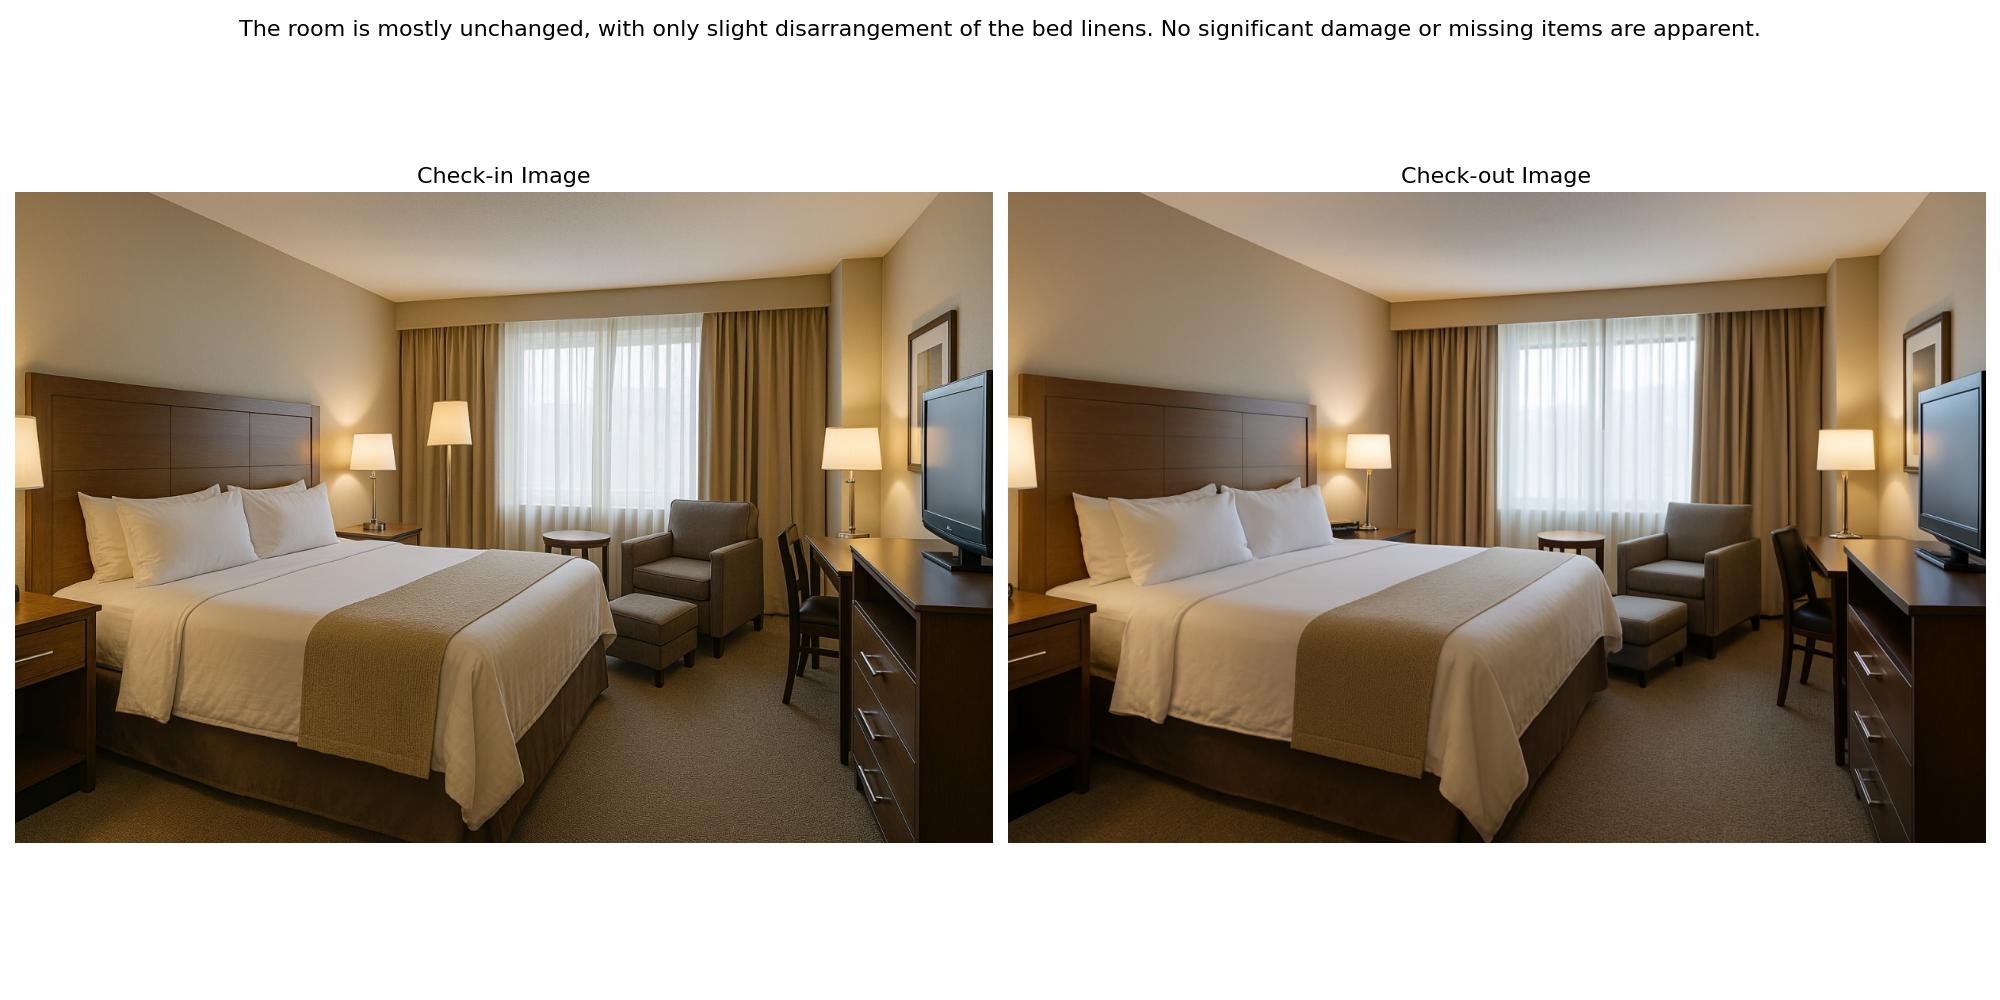 The room is mostly unchanged, with only slight disarrangement of the bed linens. No significant damage or missing items are apparent.
Check-in Image
Check-out Image